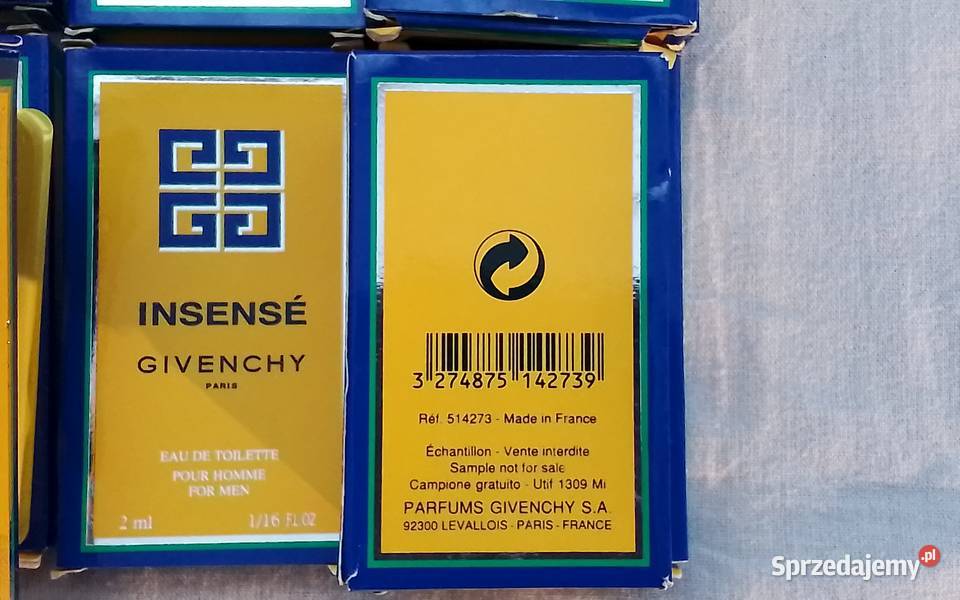 INSENSÉ
GIVENCHY
PARIS
EAU DE TOILETTE
POUR HOMME
FOR MEN
2 ml 1/16 FL.OZ
3 274875 142739
Réf. 514273 - Made in France
Échantillon - Vente interdite
Sample not for sale
Campione gratuito - Utif 1309 Mi
PARFUMS GIVENCHY S.A.
92300 LEVALLOIS - PARIS - FRANCE
Sprzedajemy.pl